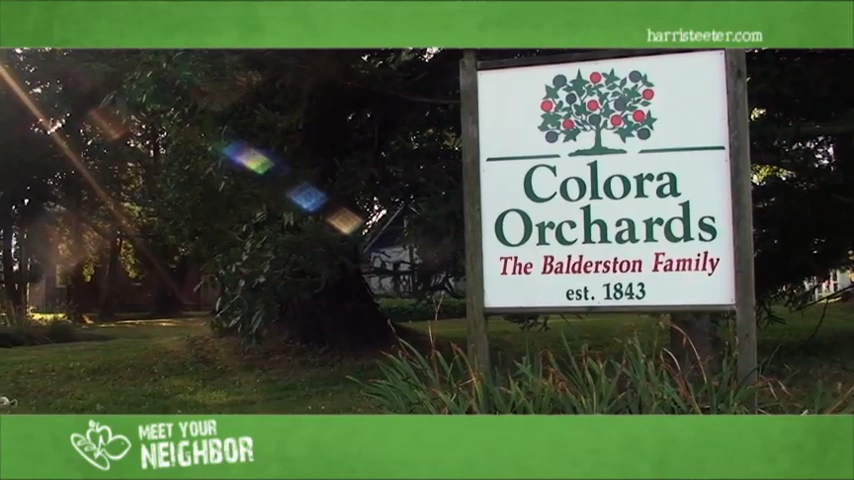 harristeeter.com
Colora
Orchards
The Balderston Family
est. 1843
MEET YOUR
NEIGHBOR